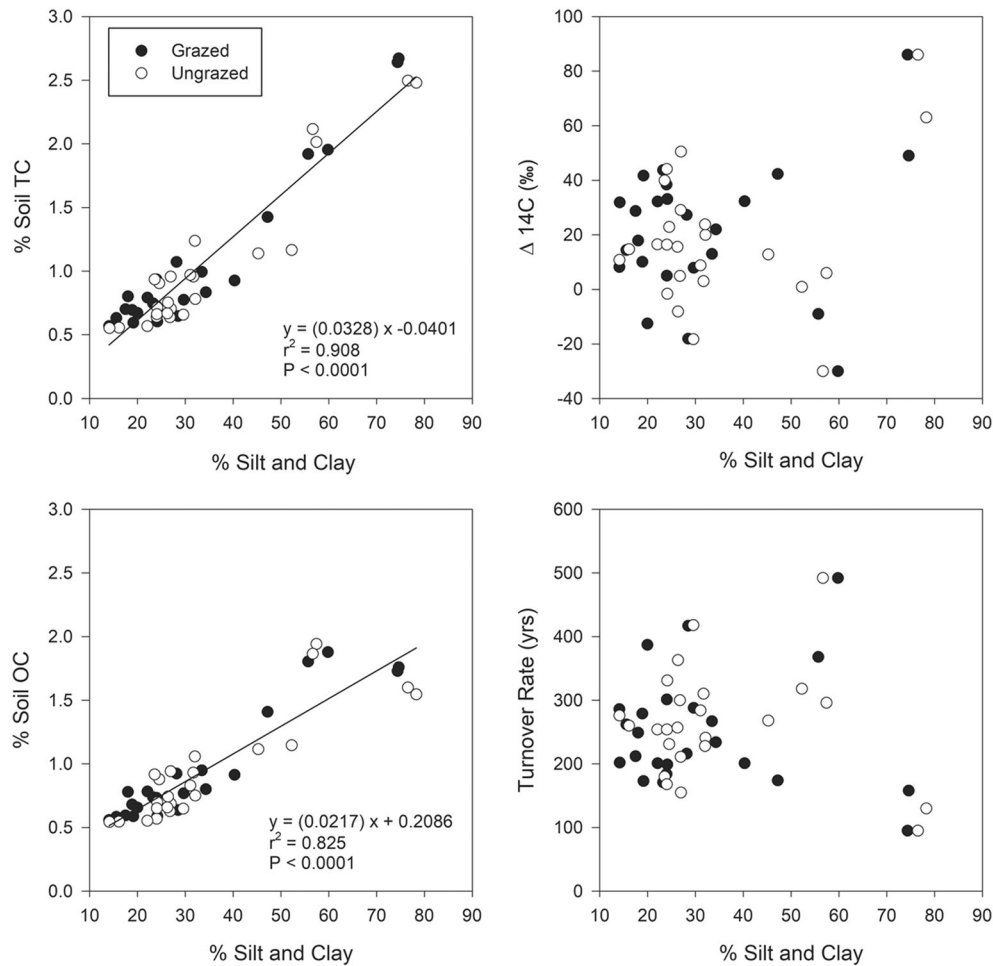 3.0
2.5
2.0
1.5
1.0
0.5
0.0
% Soil TC
Grazed
Ungrazed
y = (0.0328) x -0.0401
r² = 0.908
P < 0.0001
10 20 30 40 50 60 70 80 90
% Silt and Clay
100
80
60
40
20
0
-20
-40
Δ 14C (‰)
10 20 30 40 50 60 70 80 90
% Silt and Clay
3.0
2.5
2.0
1.5
1.0
0.5
0.0
% Soil OC
y = (0.0217) x + 0.2086
r² = 0.825
P < 0.0001
10 20 30 40 50 60 70 80 90
% Silt and Clay
600
500
400
300
200
100
0
Turnover Rate (yrs)
10 20 30 40 50 60 70 80 90
% Silt and Clay